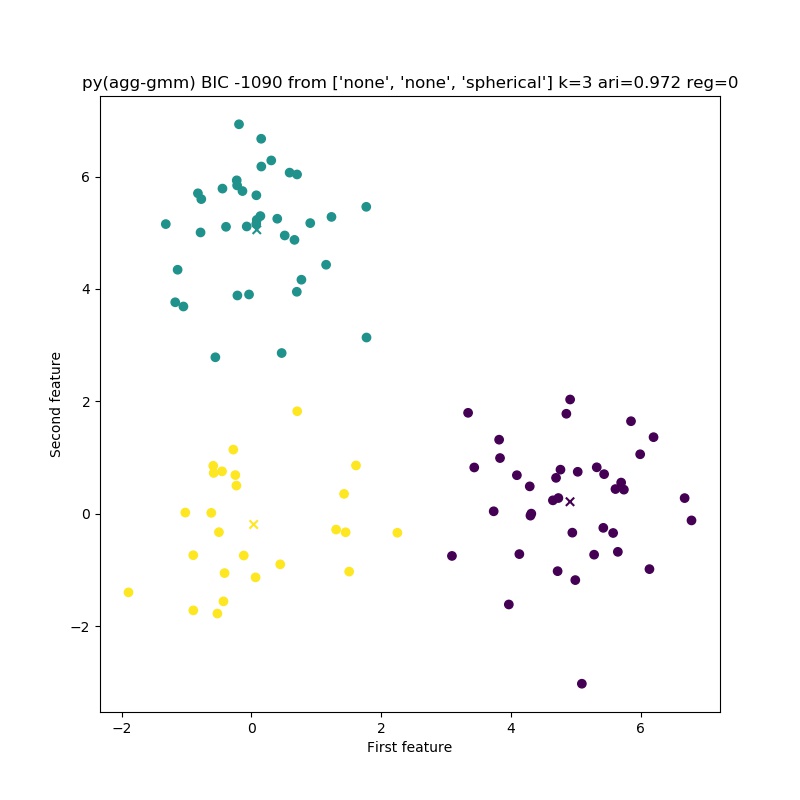 py(agg-gmm) BIC -1090 from ['none', 'none', 'spherical'] k=3 ari=0.972 reg=0
6
4
2
0
−2
Second feature
−2 0 2 4 6
First feature